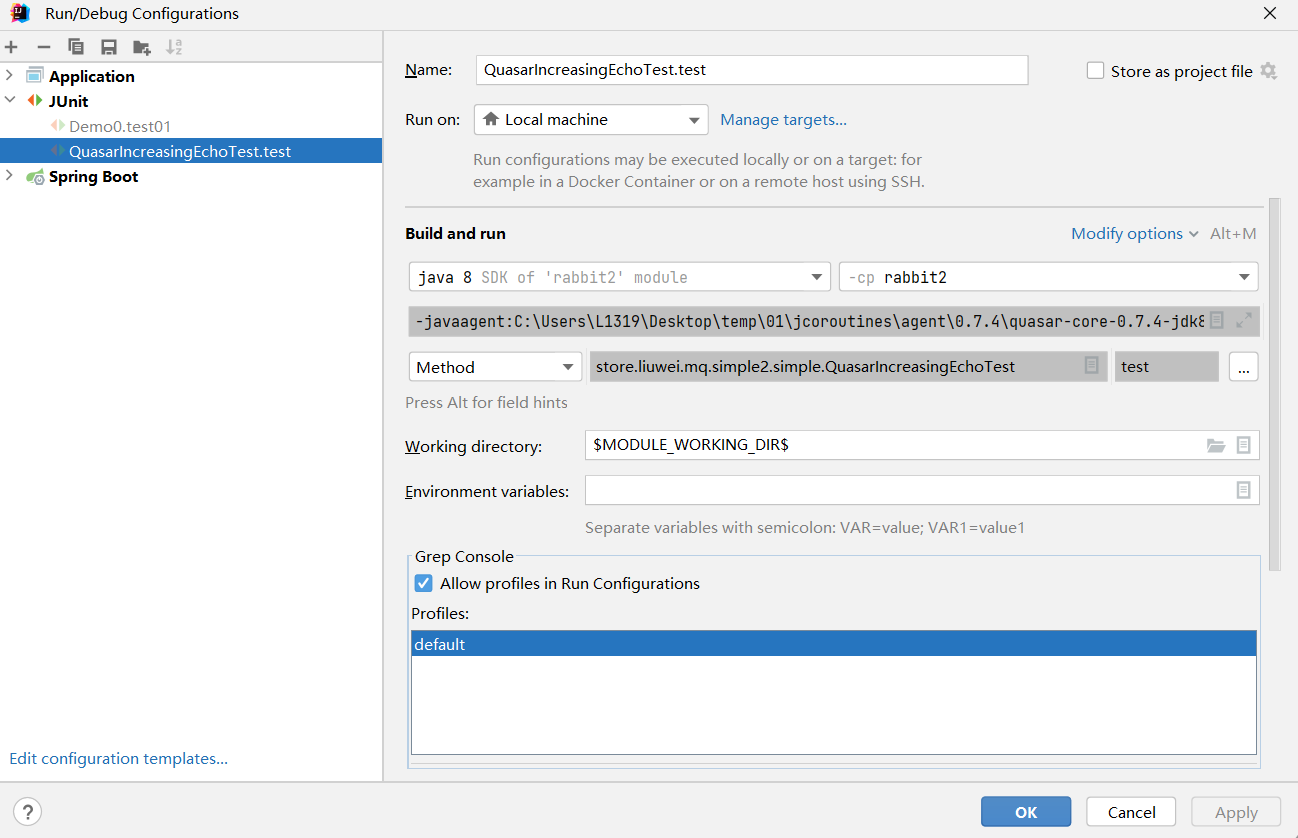 Run/Debug Configurations
Application
JUnit
Demo0.test01
QuasarIncreasingEchoTest.test
Spring Boot
Edit configuration templates...
Name: QuasarIncreasingEchoTest.test Store as project file
Run on: Local machine Manage targets...
Run configurations may be executed locally or on a target: for
example in a Docker Container or on a remote host using SSH.
Build and run Modify options Alt+M
java 8 SDK of 'rabbit2' module -cp rabbit2
-javaagent:C:\Users\L1319\Desktop\temp\01\jcoroutines\agent\0.7.4\quasar-core-0.7.4-jdk8
Method store.liuwei.mq.simple2.simple.QuasarIncreasingEchoTest test ...
Press Alt for field hints
Working directory: $MODULE_WORKING_DIR$
Environment variables:
Separate variables with semicolon: VAR=value; VAR1=value1
Grep Console
Allow profiles in Run Configurations
Profiles:
default
? OK Cancel Apply